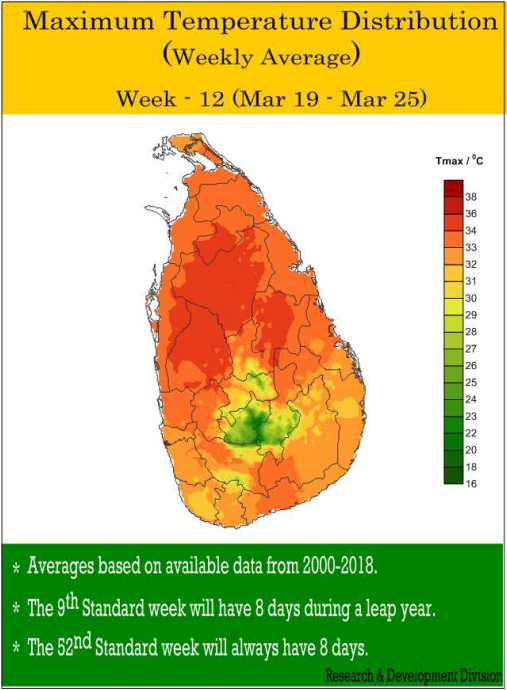 Maximum Temperature Distribution
(Weekly Average)
Week - 12 (Mar 19 - Mar 25)
Tmax / ⁰C
38
36
34
33
32
31
30
29
28
27
26
25
24
23
22
20
18
16
* Averages based on available data from 2000-2018.
* The 9th Standard week will have 8 days during a leap year.
* The 52nd Standard week will always have 8 days.
Research & Development Division